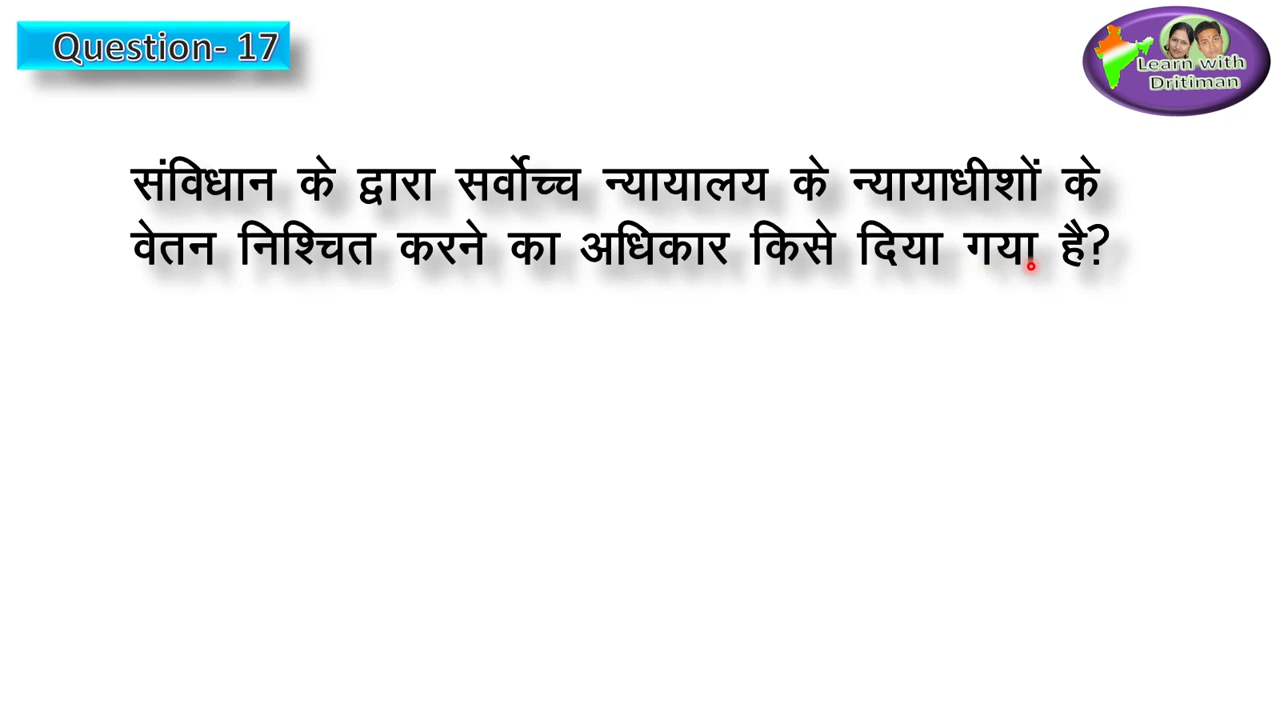 Question- 17
Learn with
Dritiman
संविधान के द्वारा सर्वोच्च न्यायालय के न्यायाधीशों के
वेतन निश्चित करने का अधिकार किसे दिया गया है?